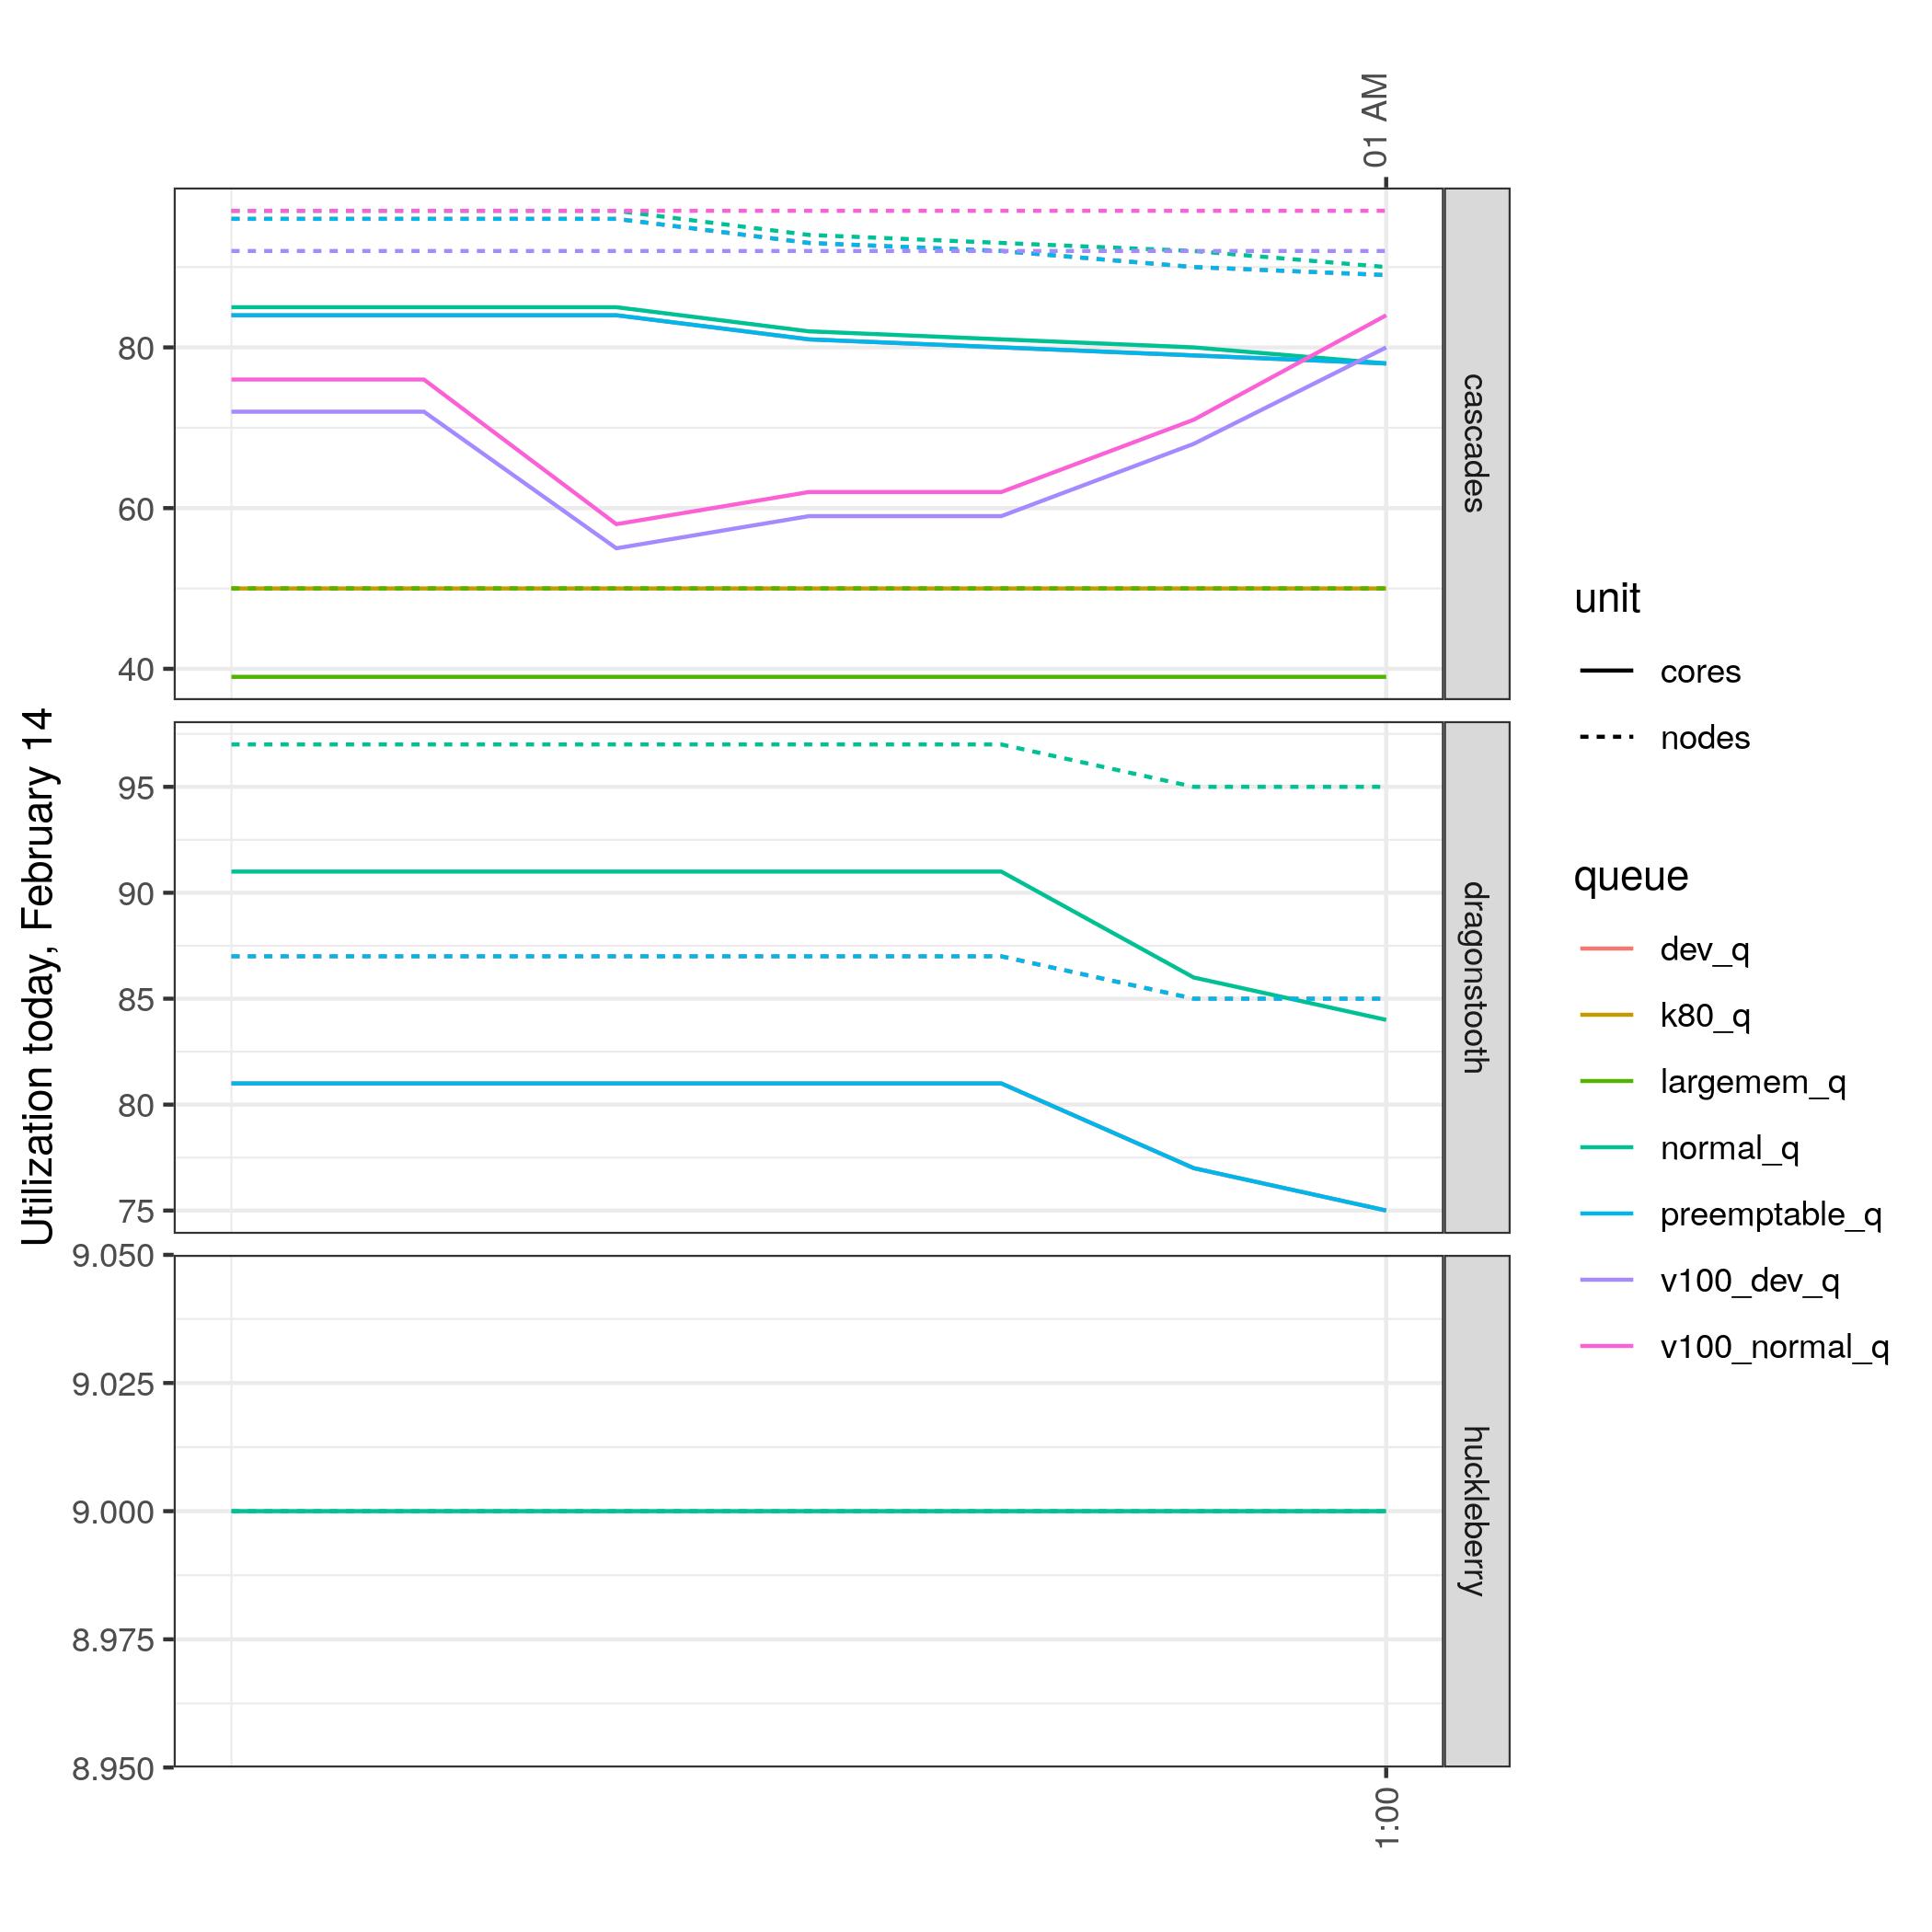 01 AM
Utilization today, February 14
80
60
40
cascades
95
90
85
80
75
dragonstooth
9.050
9.025
9.000
8.975
8.950
huckleberry
1:00
unit
cores
nodes
queue
dev_q
k80_q
largemem_q
normal_q
preemptable_q
v100_dev_q
v100_normal_q